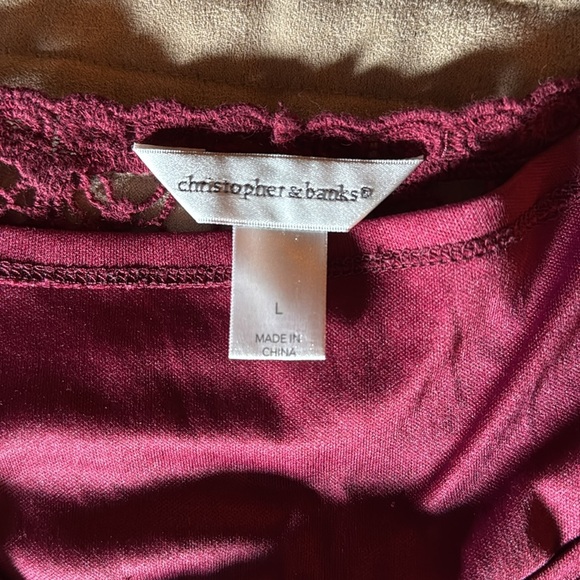 christopher & banks®
L
MADE IN
CHINA